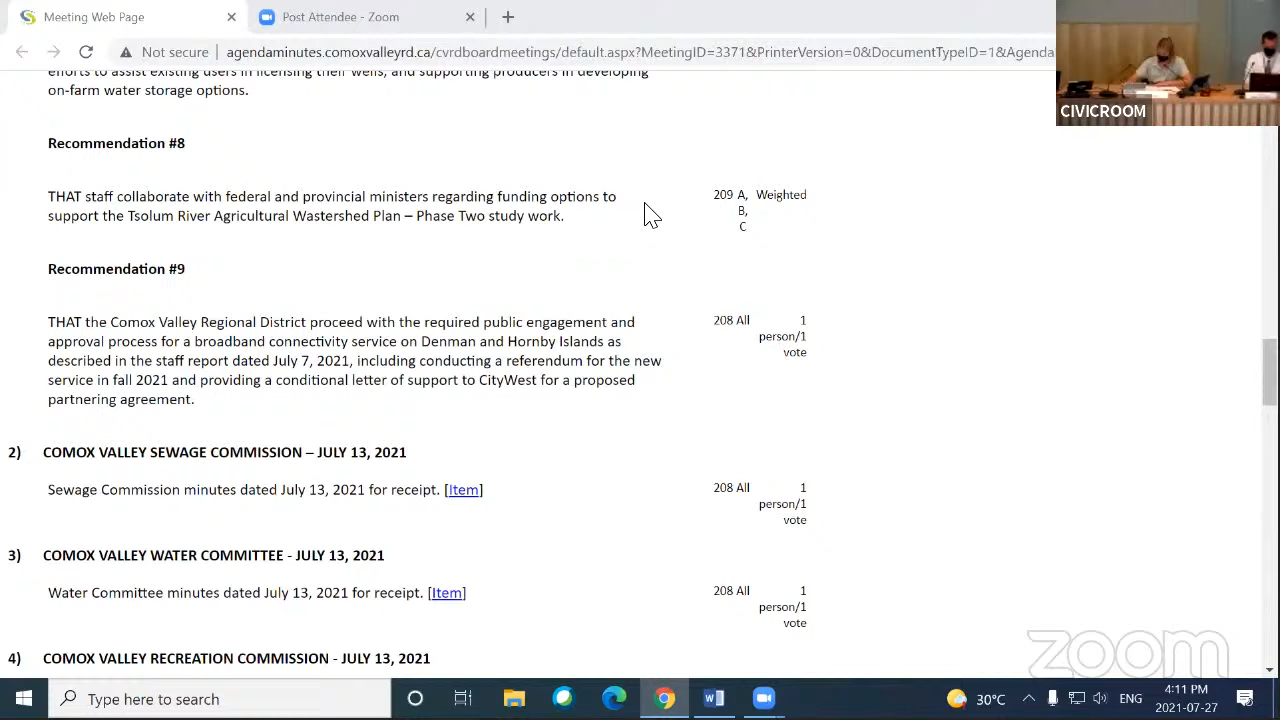 Meeting Web Page
Post Attendee - Zoom
Not secure | agendaminutes.comoxvalleyrd.ca/cvrdboardmeetings/default.aspx?MeetingID=3371&PrinterVersion=0&DocumentTypeID=1&Agenda
CIVICROOM
efforts to assist existing users in licensing their wells, and supporting producers in developing
on-farm water storage options.
Recommendation #8
THAT staff collaborate with federal and provincial ministers regarding funding options to
support the Tsolum River Agricultural Wastershed Plan – Phase Two study work.
209 A, Weighted
B,
C
Recommendation #9
THAT the Comox Valley Regional District proceed with the required public engagement and
approval process for a broadband connectivity service on Denman and Hornby Islands as
described in the staff report dated July 7, 2021, including conducting a referendum for the new
service in fall 2021 and providing a conditional letter of support to CityWest for a proposed
partnering agreement.
208 All 1
person/1
vote
2) COMOX VALLEY SEWAGE COMMISSION – JULY 13, 2021
Sewage Commission minutes dated July 13, 2021 for receipt. [Item]
208 All 1
person/1
vote
3) COMOX VALLEY WATER COMMITTEE - JULY 13, 2021
Water Committee minutes dated July 13, 2021 for receipt. [Item]
208 All 1
person/1
vote
4) COMOX VALLEY RECREATION COMMISSION - JULY 13, 2021
zoom
Type here to search
30°C
ENG
4:11 PM
2021-07-27